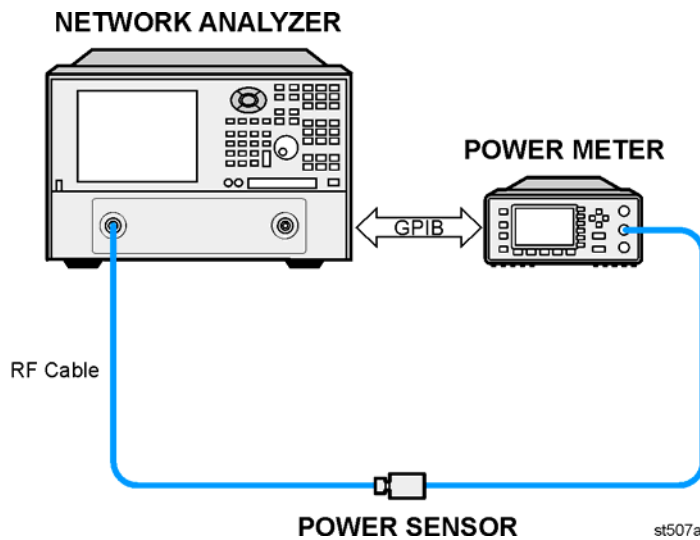 NETWORK ANALYZER
POWER METER
GPIB
RF Cable
POWER SENSOR
st507a